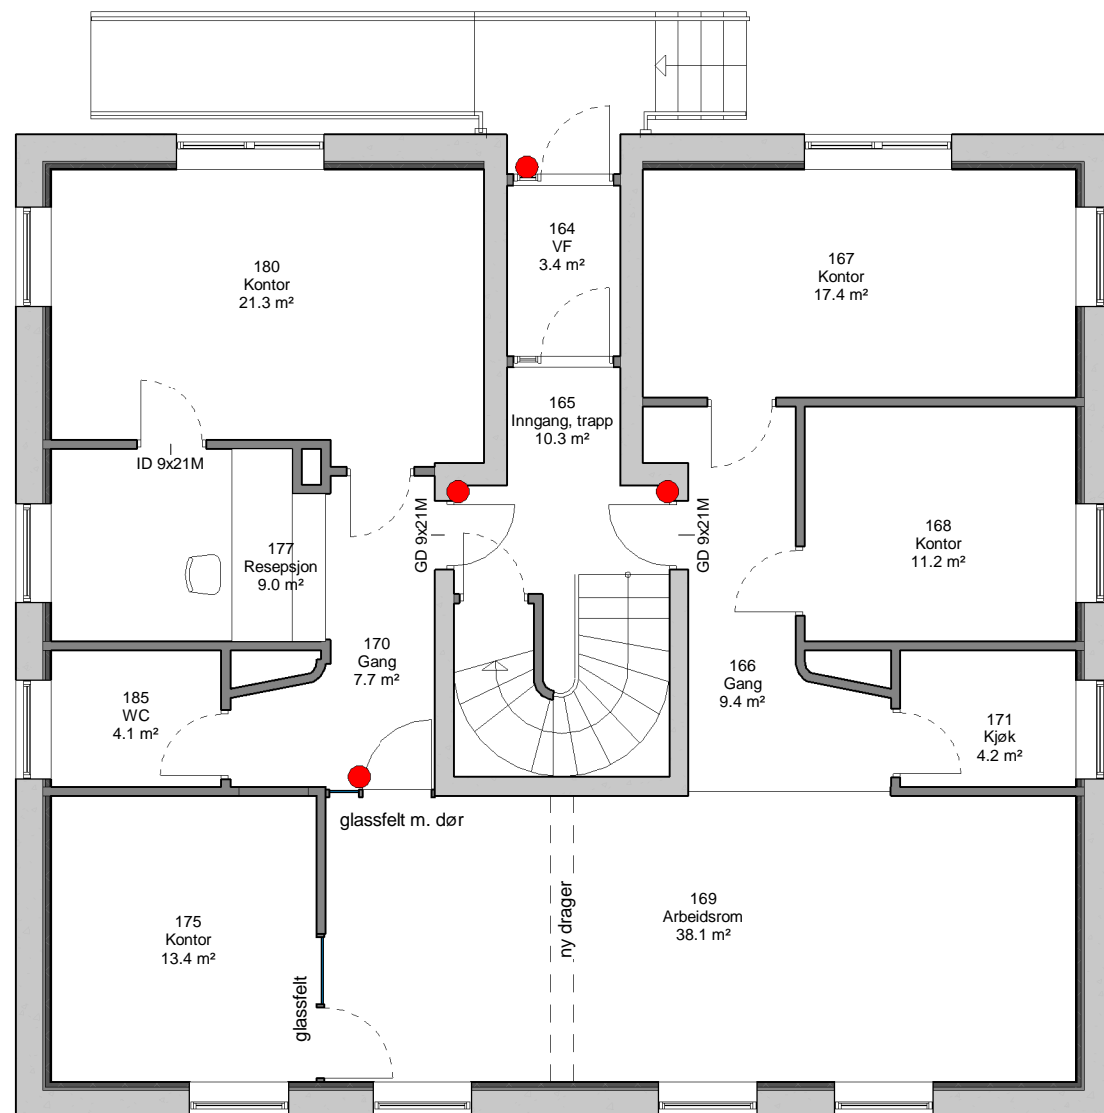 164
VF
3.4 m²
180
Kontor
21.3 m²
167
Kontor
17.4 m²
165
Inngang, trapp
10.3 m²
ID 9x21M
GD 9x21M
GD 9x21M
177
Resepsjon
9.0 m²
168
Kontor
11.2 m²
170
Gang
7.7 m²
166
Gang
9.4 m²
185
WC
4.1 m²
171
Kjøk
4.2 m²
glassfelt m. dør
175
Kontor
13.4 m²
glassfelt
ny drager
169
Arbeidsrom
38.1 m²